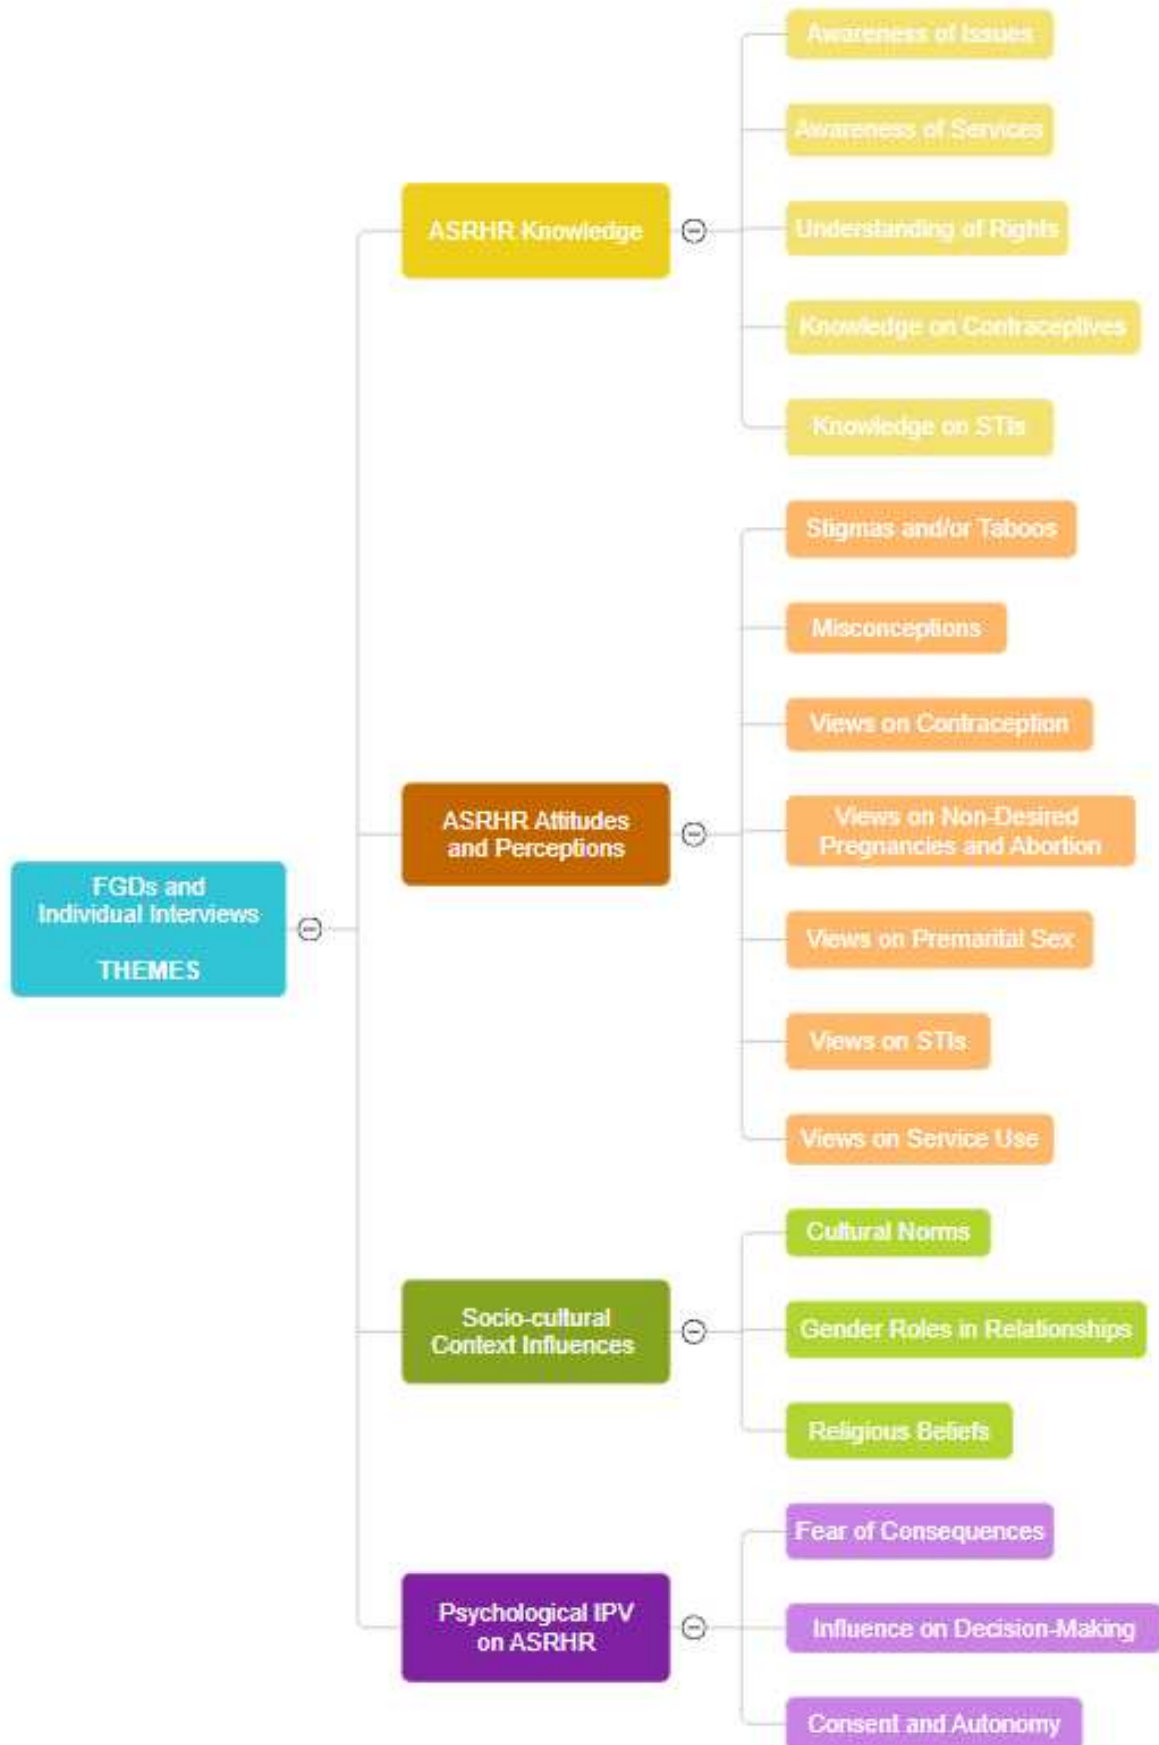 FGDs and
Individual Interviews
THEMES
ASRHR Knowledge
Awareness of Issues
Awareness of Services
Understanding of Rights
Knowledge on Contraceptives
Knowledge on STIs
ASRHR Attitudes
and Perceptions
Stigmas and/or Taboos
Misconceptions
Views on Contraception
Views on Non-Desired
Pregnancies and Abortion
Views on Premarital Sex
Views on STIs
Views on Service Use
Socio-cultural
Context Influences
Cultural Norms
Gender Roles in Relationships
Religious Beliefs
Psychological IPV
on ASRHR
Fear of Consequences
Influence on Decision-Making
Consent and Autonomy